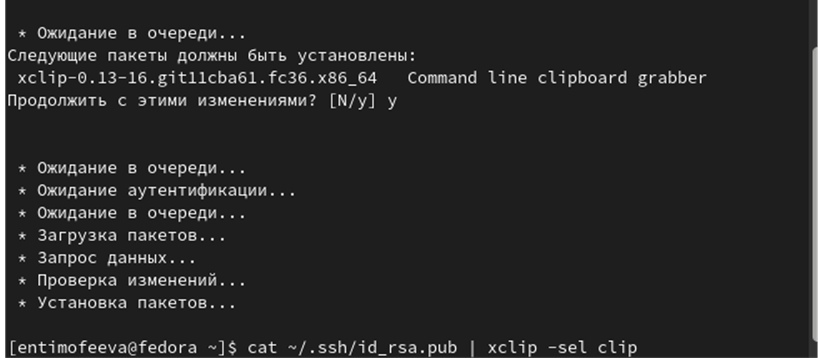 * Ожидание в очереди...
Следующие пакеты должны быть установлены:
xclip-0.13-16.git11cba61.fc36.x86_64   Command line clipboard grabber
Продолжить с этими изменениями? [N/y] y
* Ожидание в очереди...
* Ожидание аутентификации...
* Ожидание в очереди...
* Загрузка пакетов...
* Запрос данных...
* Проверка изменений...
* Установка пакетов...
[entimofeeva@fedora ~]$ cat ~/.ssh/id_rsa.pub | xclip -sel clip